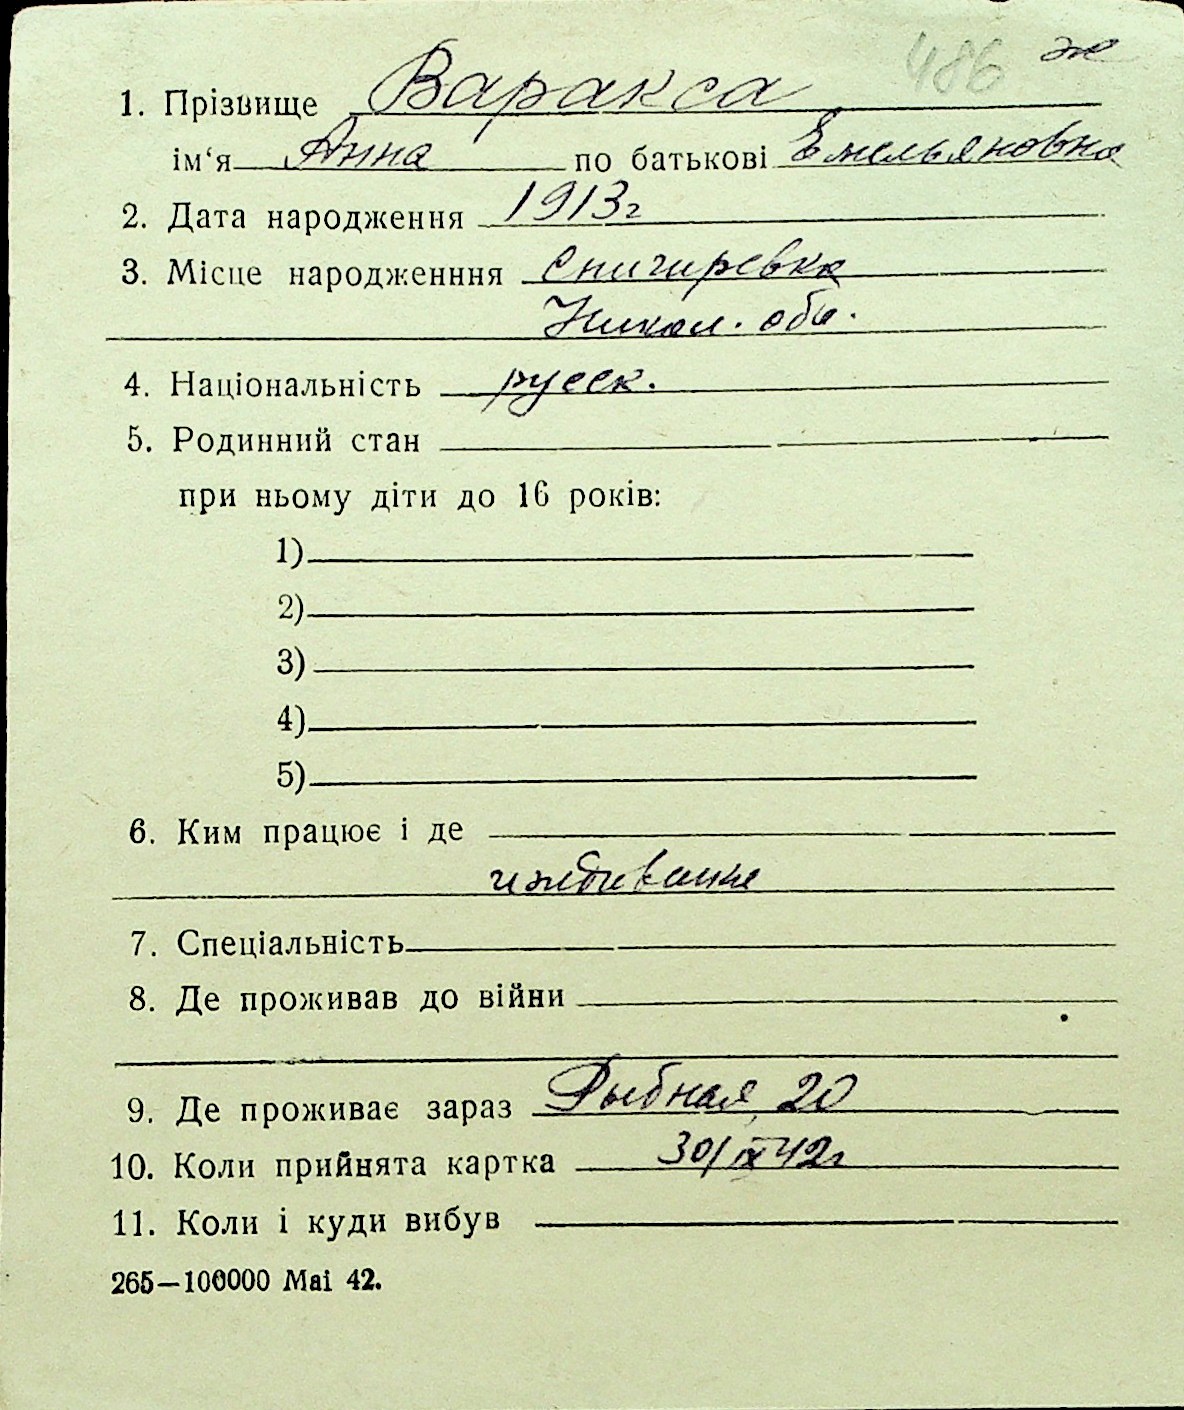 486 ж
1. ПрізвищеВаракса
ім‘я Анна по батькові Емельяновна
2. Дата народження 1913г
3. Місце народженння Снигиревка
Никол. обл.
4. Національність русск.
5. Родинний стан
при ньому діти до 16 років:
1)
2)
3)
4)
5)
6. Ким працює і де
иждивенка
7. Спеціальність
8. Де проживав до війни
9. Де проживає зараз Рыбная, 20
10. Коли прийнята картка 30/IX 42г
11. Коли і куди вибув
265—100000 Mai 42.